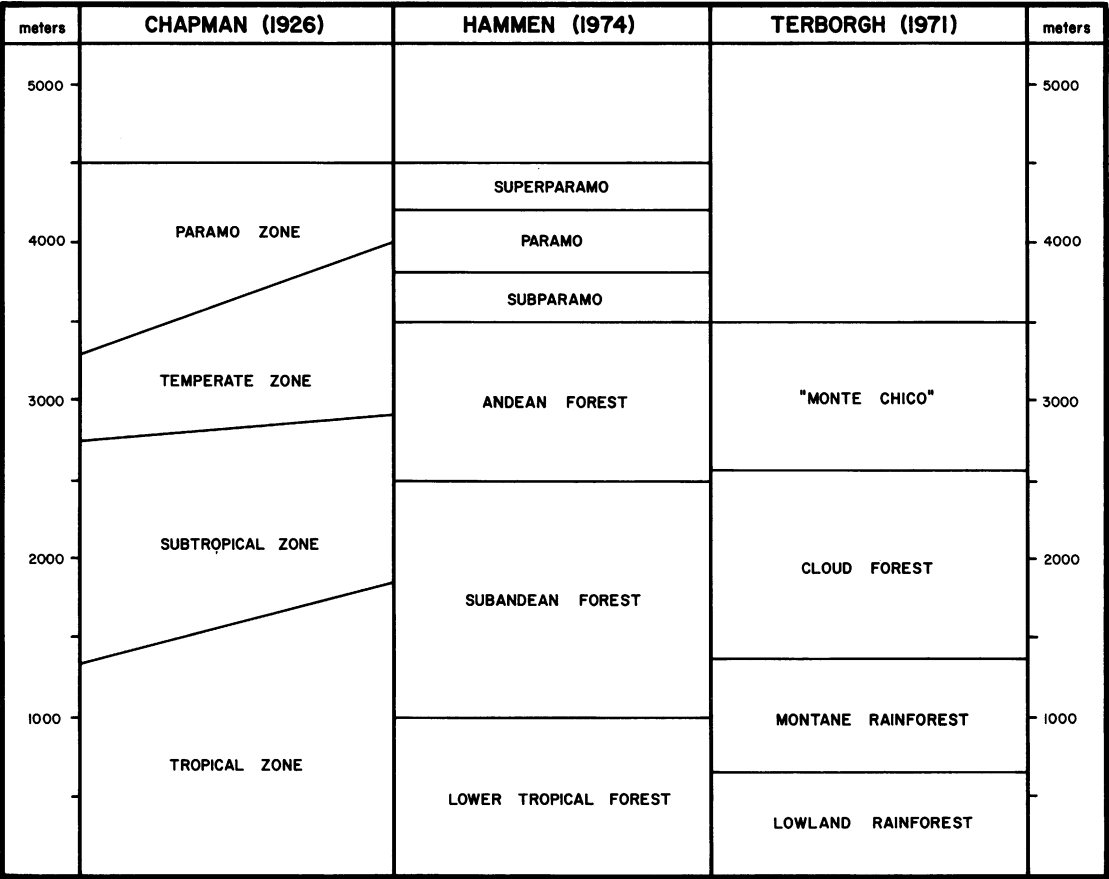 meters CHAPMAN (1926) HAMMEN (1974) TERBORGH (1971) meters
5000 5000
SUPERPARAMO
PARAMO ZONE
4000 PARAMO 4000
SUBPARAMO
TEMPERATE ZONE
3000 ANDEAN FOREST "MONTE CHICO" 3000
SUBTROPICAL ZONE
2000 CLOUD FOREST 2000
SUBANDEAN FOREST
1000 MONTANE RAINFOREST 1000
TROPICAL ZONE
LOWER TROPICAL FOREST
LOWLAND RAINFOREST